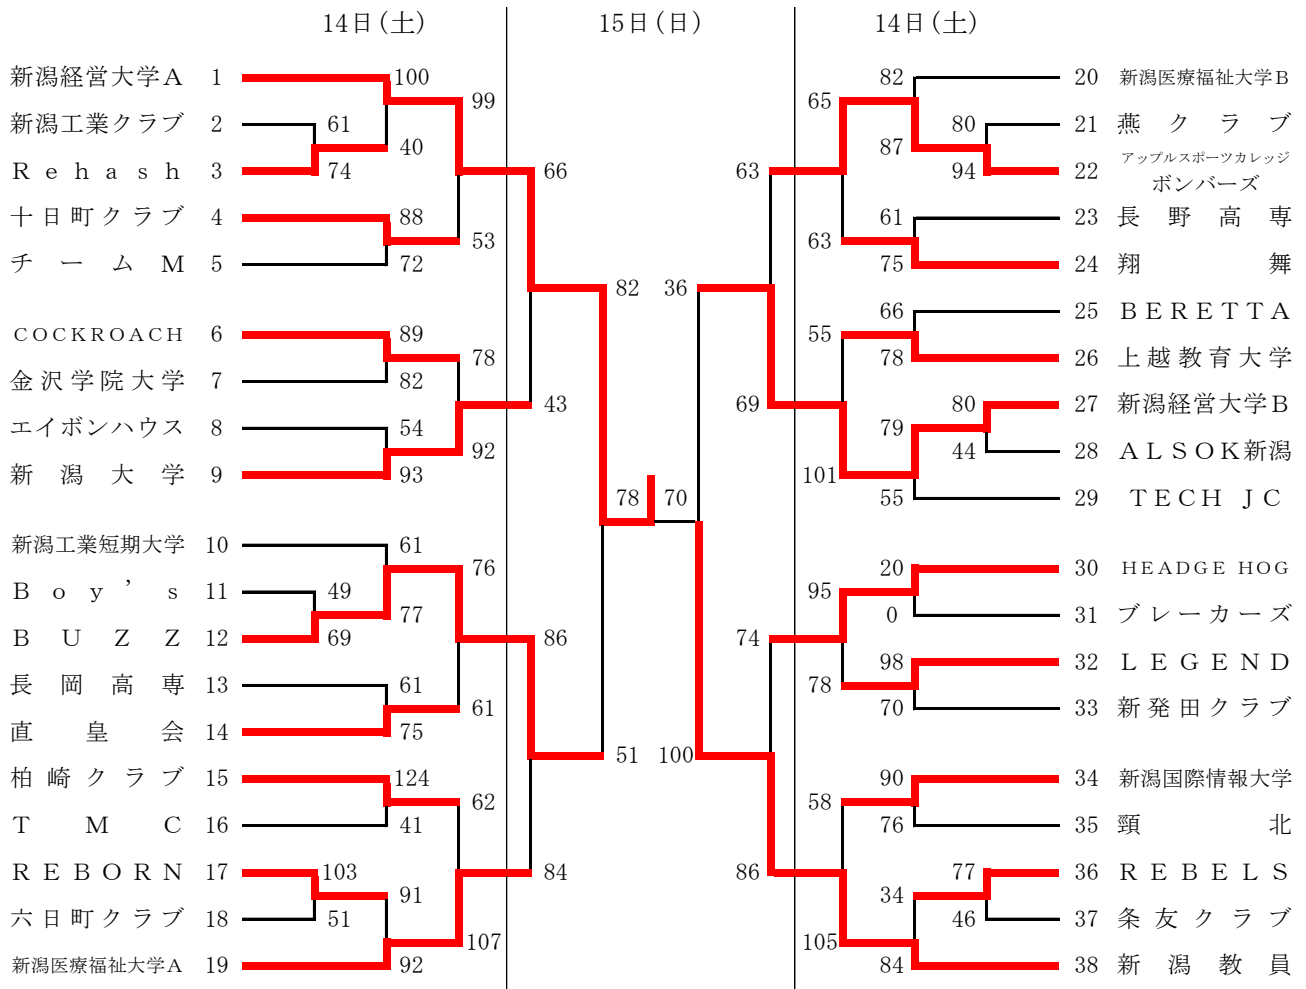 14日(土) 15日(日) 14日(土)
新潟経営大学A 1
新潟工業クラブ 2
Rehash 3
十日町クラブ 4
チームM 5
COCKROACH 6
金沢学院大学 7
エイボンハウス 8
新潟大学 9
新潟工業短期大学 10
Boy's 11
BUZZ 12
長岡高専 13
直皇会 14
柏崎クラブ 15
TMC 16
REBORN 17
六日町クラブ 18
新潟医療福祉大学A 19
100
61
40
74
88
72
89
82
54
93
61
49
77
69
61
75
124
41
103
91
51
92
99
53
78
92
76
61
62
107
66
43
86
84
82
51
78 70
36
100
63
69
74
86
65
63
55
101
95
78
58
105
82
80
87
94
61
75
66
78
80
79
44
55
20
0
98
70
90
76
77
34
46
84
20 新潟医療福祉大学B
21 燕クラブ
22 アップルスポーツカレッジ
ボンバーズ
23 長野高専
24 翔舞
25 BERETTA
26 上越教育大学
27 新潟経営大学B
28 ALSOK新潟
29 TECH JC
30 HEADGE HOG
31 ブレーカーズ
32 LEGEND
33 新発田クラブ
34 新潟国際情報大学
35 頸北
36 REBELS
37 条友クラブ
38 新潟教員